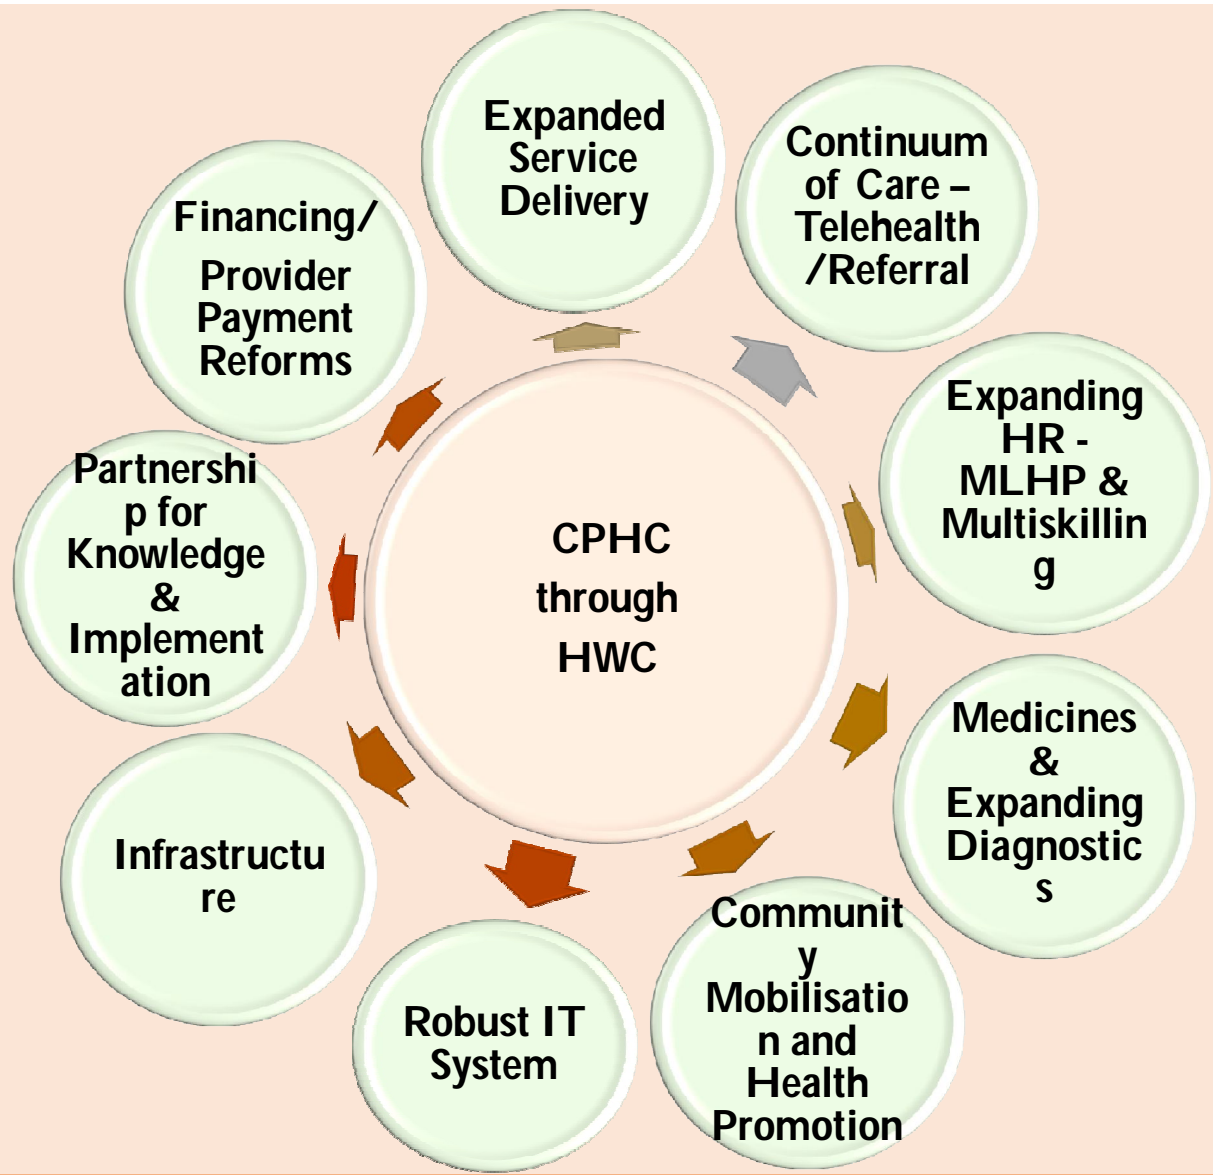 Expanded
Service
Delivery
Continuum
of Care –
Telehealth
/Referral
Expanding
HR -
MLHP &
Multiskillin
g
Medicines
&
Expanding
Diagnostic
s
Communit
y
Mobilisatio
n and
Health
Promotion
Robust IT
System
Infrastructu
re
Partnershi
p for
Knowledge
&
Implement
ation
Financing/
Provider
Payment
Reforms
CPHC
through
HWC